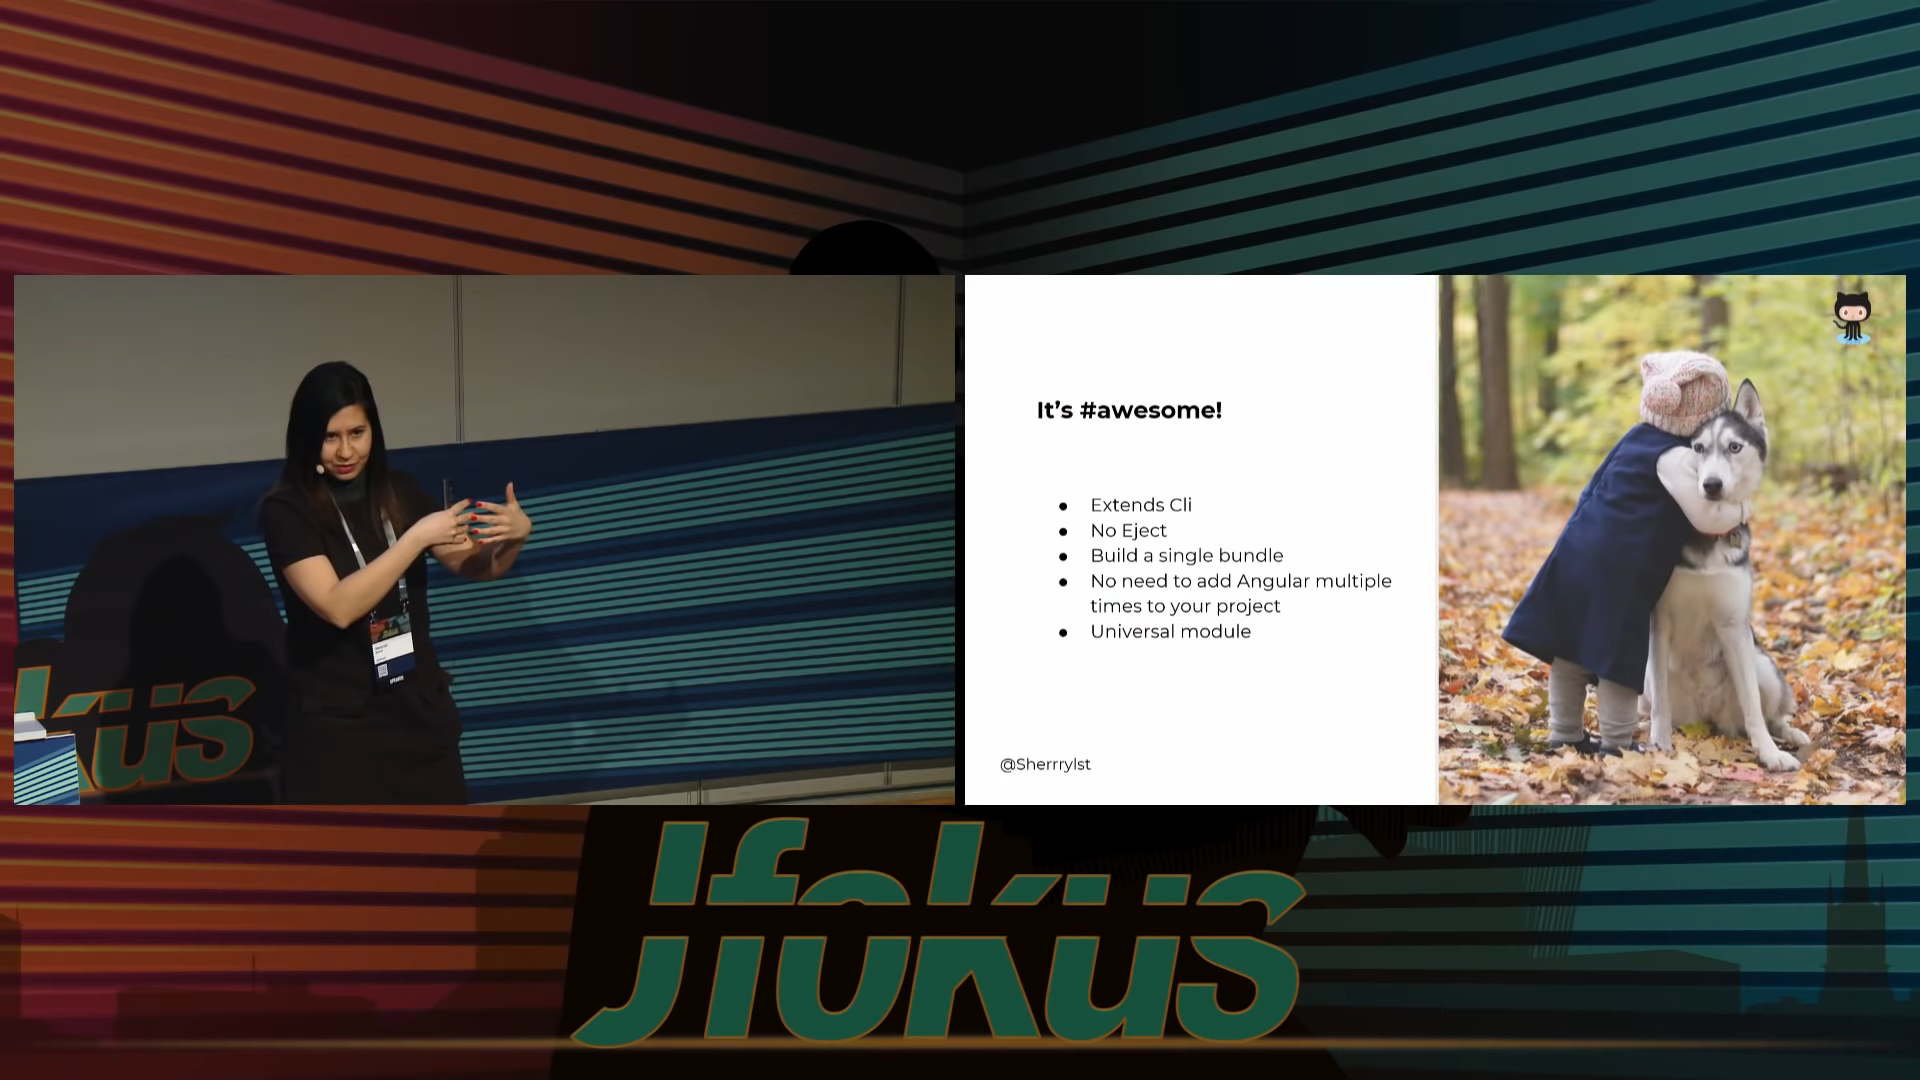 It's #awesome!
● Extends Cli
● No Eject
● Build a single bundle
● No need to add Angular multiple
times to your project
● Universal module
@Sherrrylst
kus
Jfokus